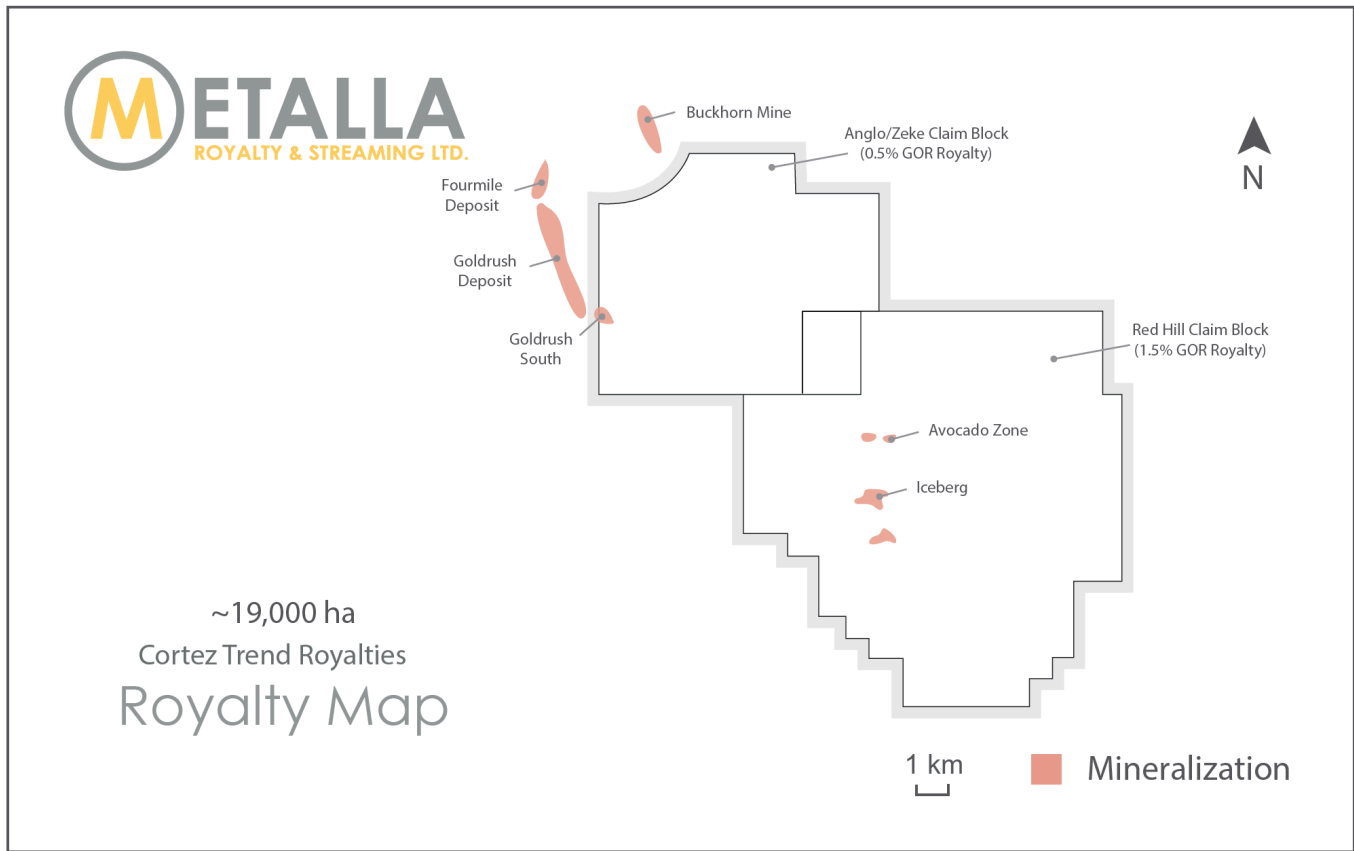 METALLA
ROYALTY & STREAMING LTD.
Buckhorn Mine
Anglo/Zeke Claim Block
(0.5% GOR Royalty)
N
Fourmile
Deposit
Goldrush
Deposit
Goldrush
South
Red Hill Claim Block
(1.5% GOR Royalty)
Avocado Zone
Iceberg
~19,000 ha
Cortez Trend Royalties
Royalty Map
1 km
Mineralization